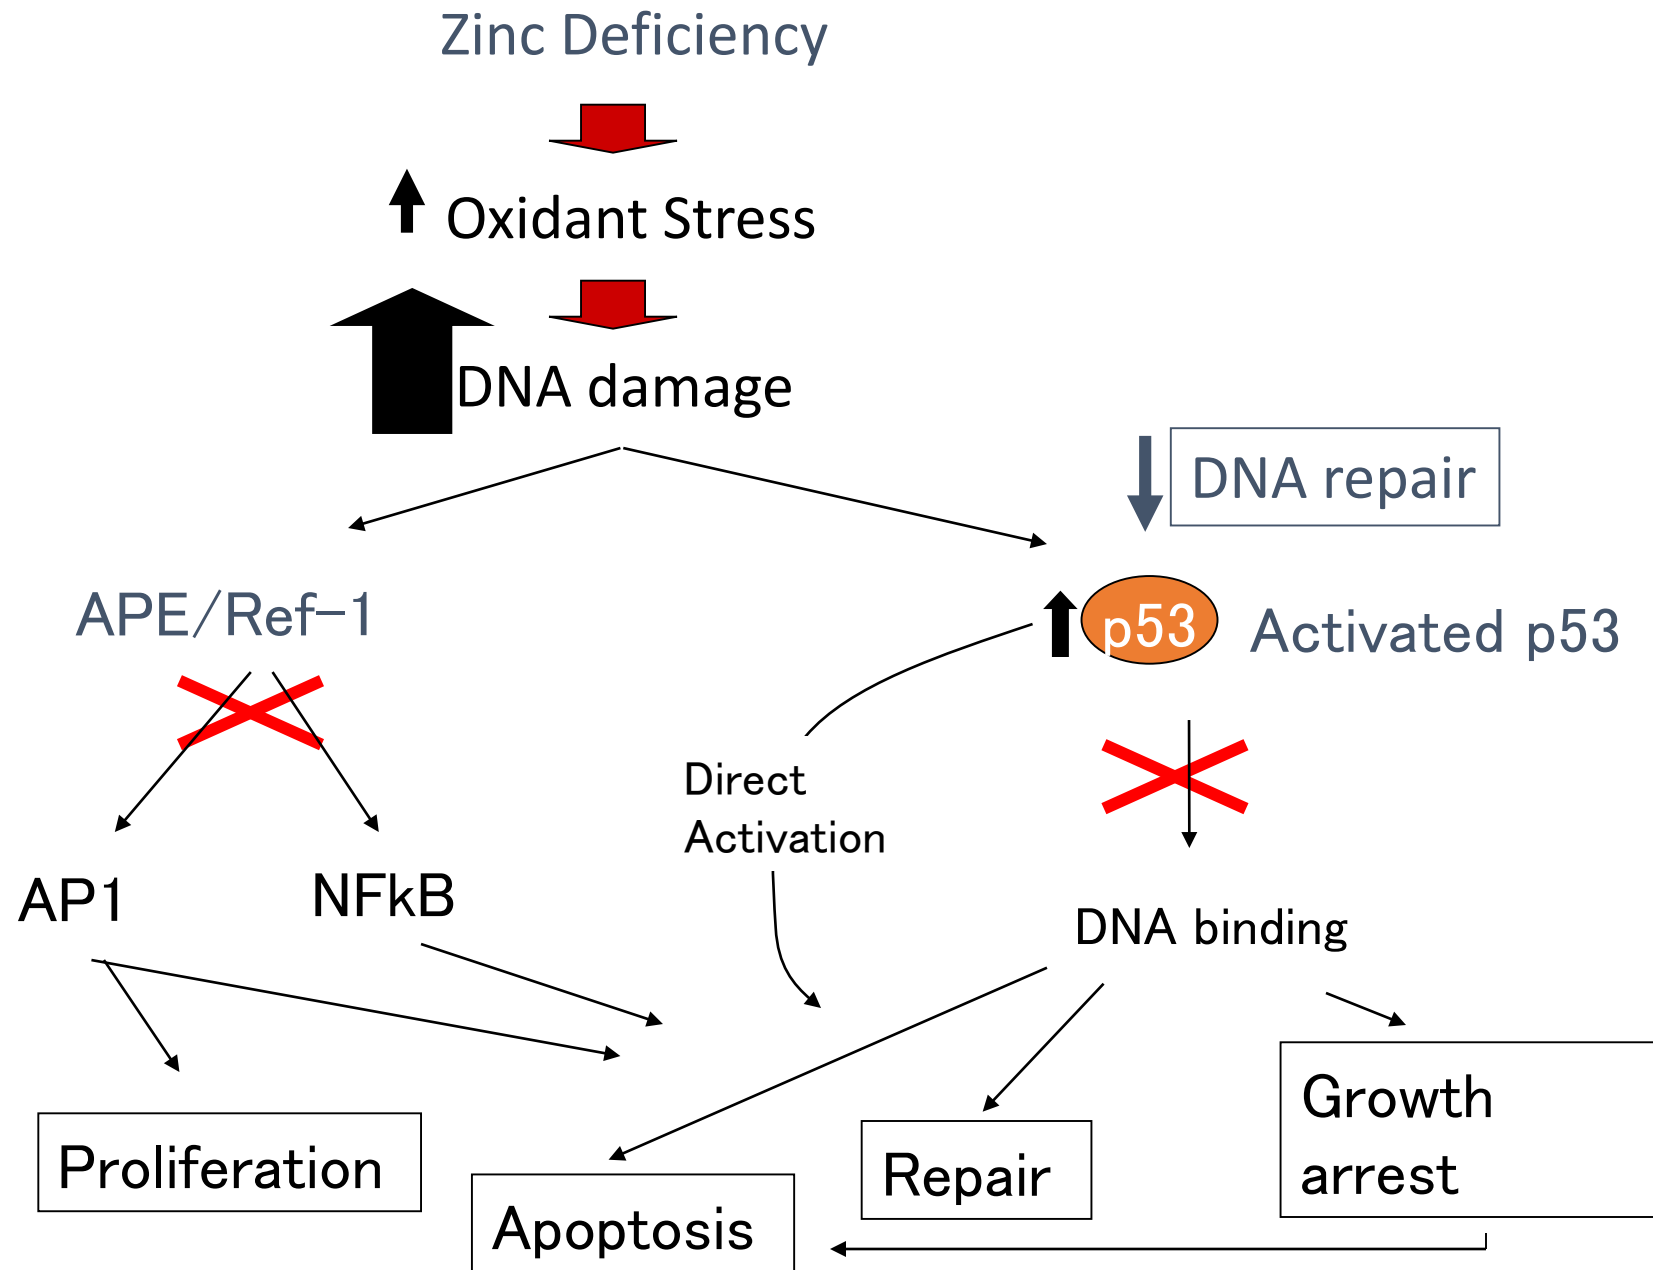 Zinc Deficiency
Oxidant Stress
DNA damage
DNA repair
APE/Ref-1
p53
Activated p53
Direct
Activation
AP1
NFkB
DNA binding
Growth
arrest
Proliferation
Repair
Apoptosis